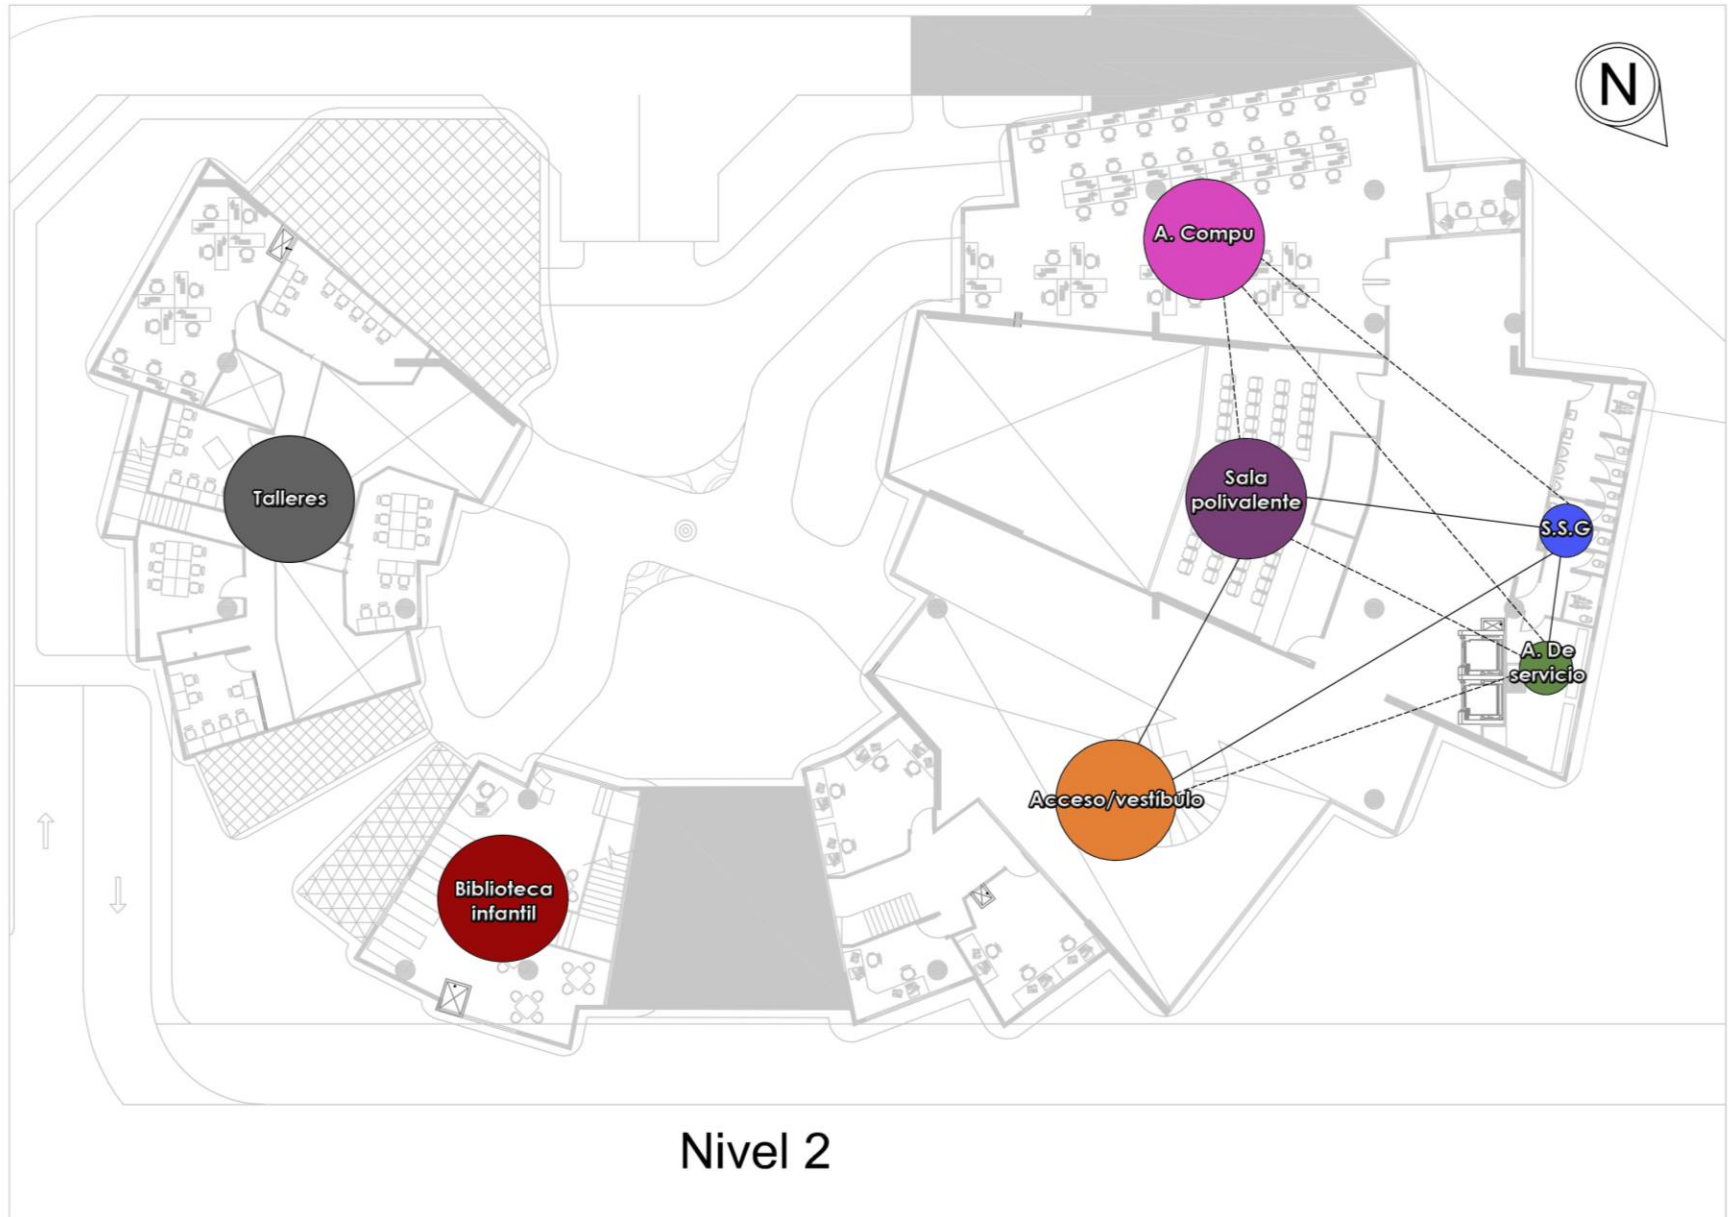 N
A. Compu
Sala
polivalente
Talleres
S.S.G
A. De
servicio
Acceso/vestíbulo
Biblioteca
infantil
Nivel 2